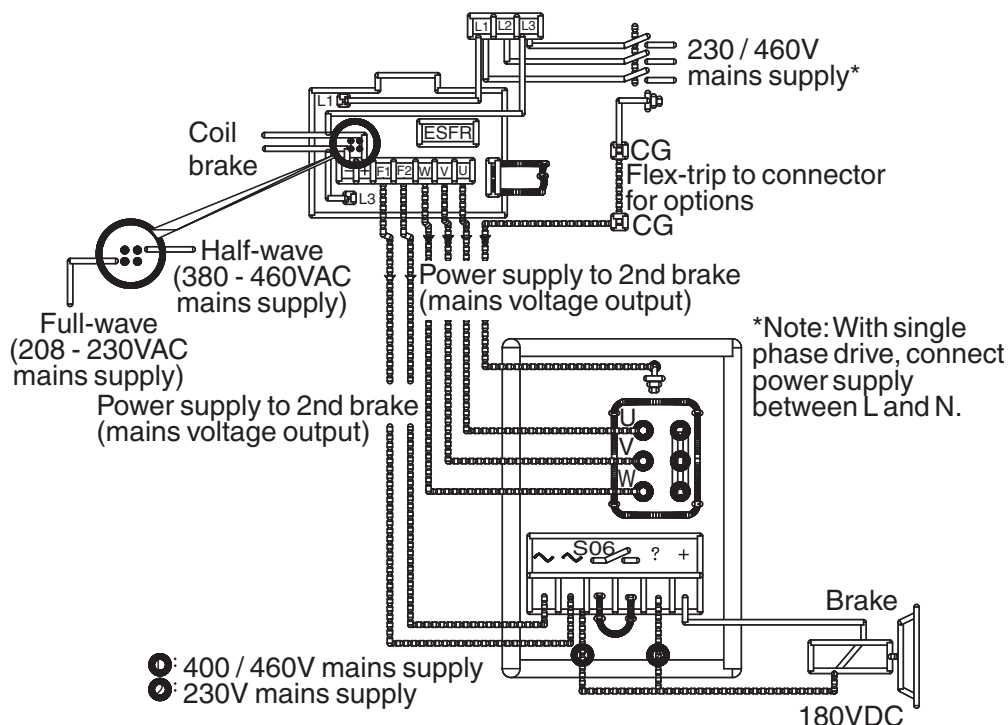 L1 L2 L3
230 / 460V
mains supply*
L1
ESFR
Coil
brake
CG
− + F1 F2 W V U
Flex-trip to connector
for options
L3
CG
Half-wave
(380 - 460VAC
mains supply)
Power supply to 2nd brake
(mains voltage output)
Full-wave
(208 - 230VAC
mains supply)
*Note: With single
phase drive, connect
power supply
between L and N.
Power supply to 2nd brake
(mains voltage output)
U
V
W
S06
? +
Brake
: 400 / 460V mains supply
: 230V mains supply
180VDC